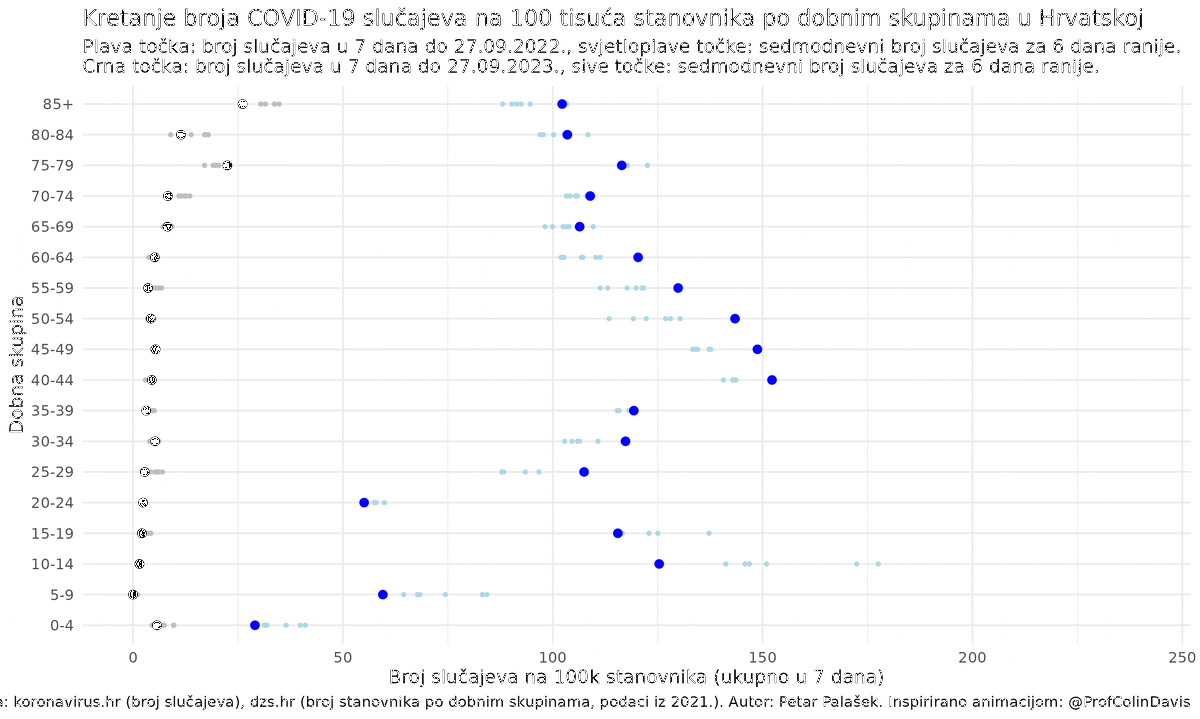 Kretanje broja COVID-19 slučajeva na 100 tisuća stanovnika po dobnim skupinama u Hrvatskoj
Plava točka: broj slučajeva u 7 dana do 27.09.2022., svjetloplave točke: sedmodnevni broj slučajeva za 6 dana ranije.
Crna točka: broj slučajeva u 7 dana do 27.09.2023., sive točke: sedmodnevni broj slučajeva za 6 dana ranije.
Dobna skupina
85+
80-84
75-79
70-74
65-69
60-64
55-59
50-54
45-49
40-44
35-39
30-34
25-29
20-24
15-19
10-14
5-9
0-4
0 50 100 150 200 250
Broj slučajeva na 100k stanovnika (ukupno u 7 dana)
koronavirus.hr (broj slučajeva), dzs.hr (broj stanovnika po dobnim skupinama, podaci iz 2021.). Autor: Petar Palašek. Inspirirano animacijom: @ProfColinDavis